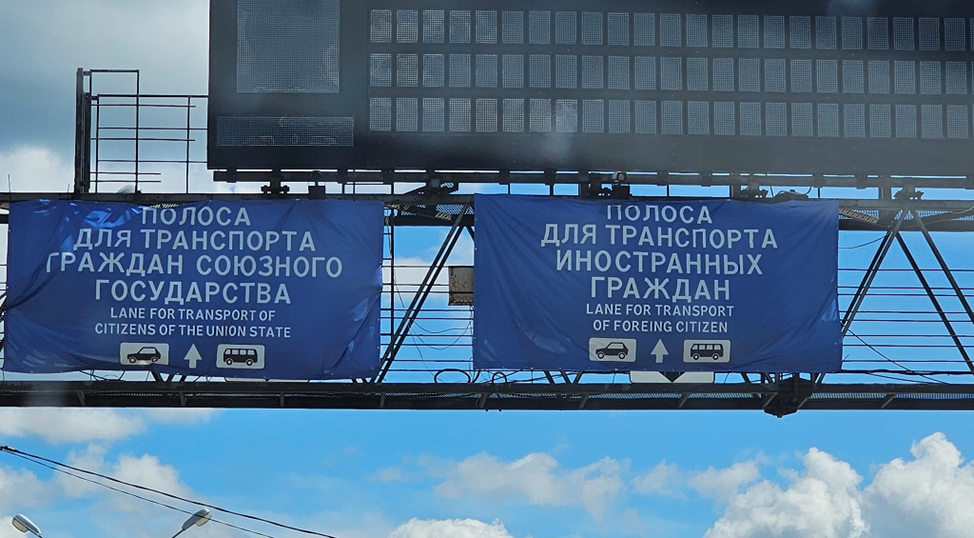 ПОЛОСА
ДЛЯ ТРАНСПОРТА
ГРАЖДАН СОЮЗНОГО
ГОСУДАРСТВА
LANE FOR TRANSPORT OF
CITIZENS OF THE UNION STATE
ПОЛОСА
ДЛЯ ТРАНСПОРТА
ИНОСТРАННЫХ
ГРАЖДАН
LANE FOR TRANSPORT
OF FOREING CITIZEN